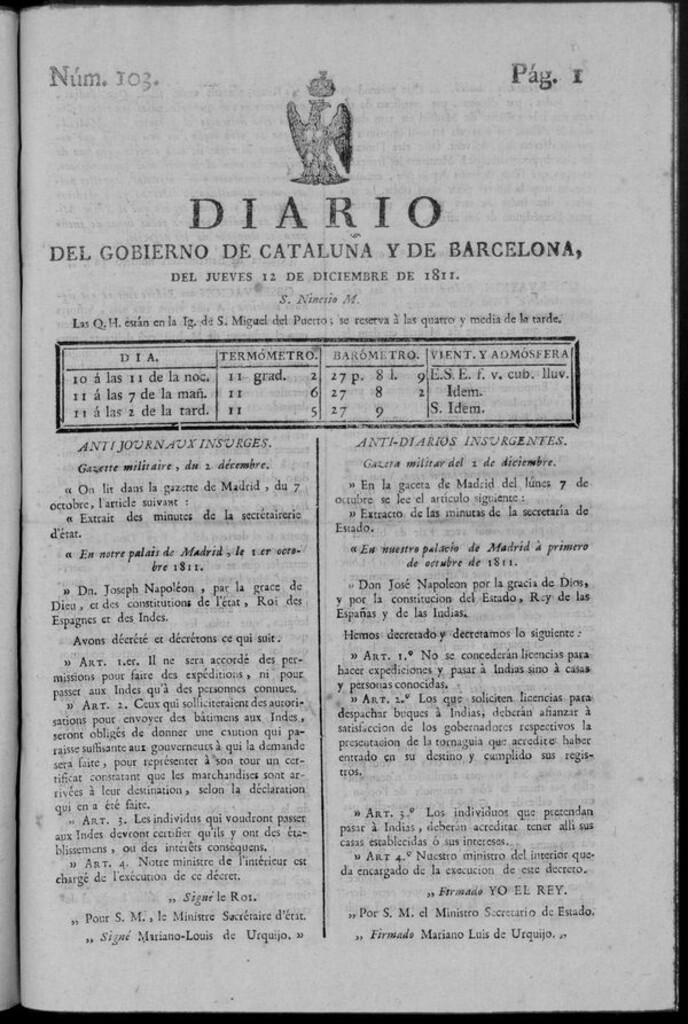 Núm. 103.
Pág. 1
DIARIO
DEL GOBIERNO DE CATALUÑA Y DE BARCELONA,
DEL JUEVES 12 DE DICIEMBRE DE 1811.
S. Ninesio M.
Las Q.H. están en la Ig. de S. Miguel del Puerto; se reserva à las quatro y media de la tarde.
DIA. TERMÓMETRO. BARÓMETRO. VIENT. Y ADMÓSFERA
10 á las 11 de la noc. 11 grad. 2 27 p. 8 l. 9 E.S.E. f. v. cub. lluv.
11 á las 7 de la mañ. 11 6 27 8 2 Idem.
11 á las 2 de la tard. 11 5 27 9 S. Idem.
ANTIJOURNAUX INSURGES.
Gazette militaire, du 2 décembre.
« On lit dans la gazette de Madrid, du 7
octobre, l'article suivant :
« Extrait des minutes de la secrétairerie
d'état.
« En notre palais de Madrid, le 1.er octo-
bre 1811.
» Dn. Joseph Napoléon, par la grace de
Dieu, et des constitutions de l'état, Roi des
Espagnes et des Indes.
Avons décrété et décrétons ce qui suit.
» ART. 1.er. Il ne sera accordé des per-
missions pour faire des expéditions, ni pour
passer aux Indes qu'à des personnes connues.
» ART. 2. Ceux qui solliciteraient des autori-
sations pour envoyer des bâtimens aux Indes,
seront obligés de donner une caution qui pa-
raisse suffisante aux gouverneurs à qui la demande
sera faite, pour représenter à son tour un cer-
tificat constatant que les marchandises sont ar-
rivées à leur destination, selon la déclaration
qui en a été faite.
» ART. 3. Les individus qui voudront passer
aux Indes devront certifier qu'ils y ont des éta-
blissemens, ou des intérêts conséquens.
» ART. 4. Notre ministre de l'intérieur est
chargé de l'exécution de ce décret.
„ Signé le Roi.
„ Pour S. M., le Ministre Sécrétaire d'état.
„ Signé Mariano-Louis de Urquijo. »
ANTI-DIARIOS INSURGENTES.
Gazeta militar del 2 de diciembre.
» En la gaceta de Madrid del lúnes 7 de
octubre se lee el artículo siguiente :
» Extracto de las minutas de la secretaría de
Estado.
« En nuestro palacio de Madrid à primero
de octubre de 1811.
» Don José Napoleon por la gracia de Dios,
y por la constitucion del Estado, Rey de las
Españas y de las Indias.
Hemos decretado y decretamos lo siguiente :
» ART. 1.º No se concederán licencias para
hacer expediciones y pasar à Indias sino à casas
y personas conocidas.
» ART. 2.º Los que soliciten licencias para
despachar buques à Indias, deberán afianzar à
satisfaccion de los gobernadores respectivos la
presentacion de la tornaguia que acredite haber
entrado en su destino y cumplido sus regis-
tros.
» ART. 3.º Los individuos que pretendan
pasar à Indias, deberán acreditar tener allí sus
casas establecidas ó sus intereses.
» ART 4.º Nuestro ministro del interior que-
da encargado de la execucion de este decreto.
„ Firmado YO EL REY.
„ Por S. M. el Ministro Secretario de Estado.
„ Firmado Mariano Luis de Urquijo. „